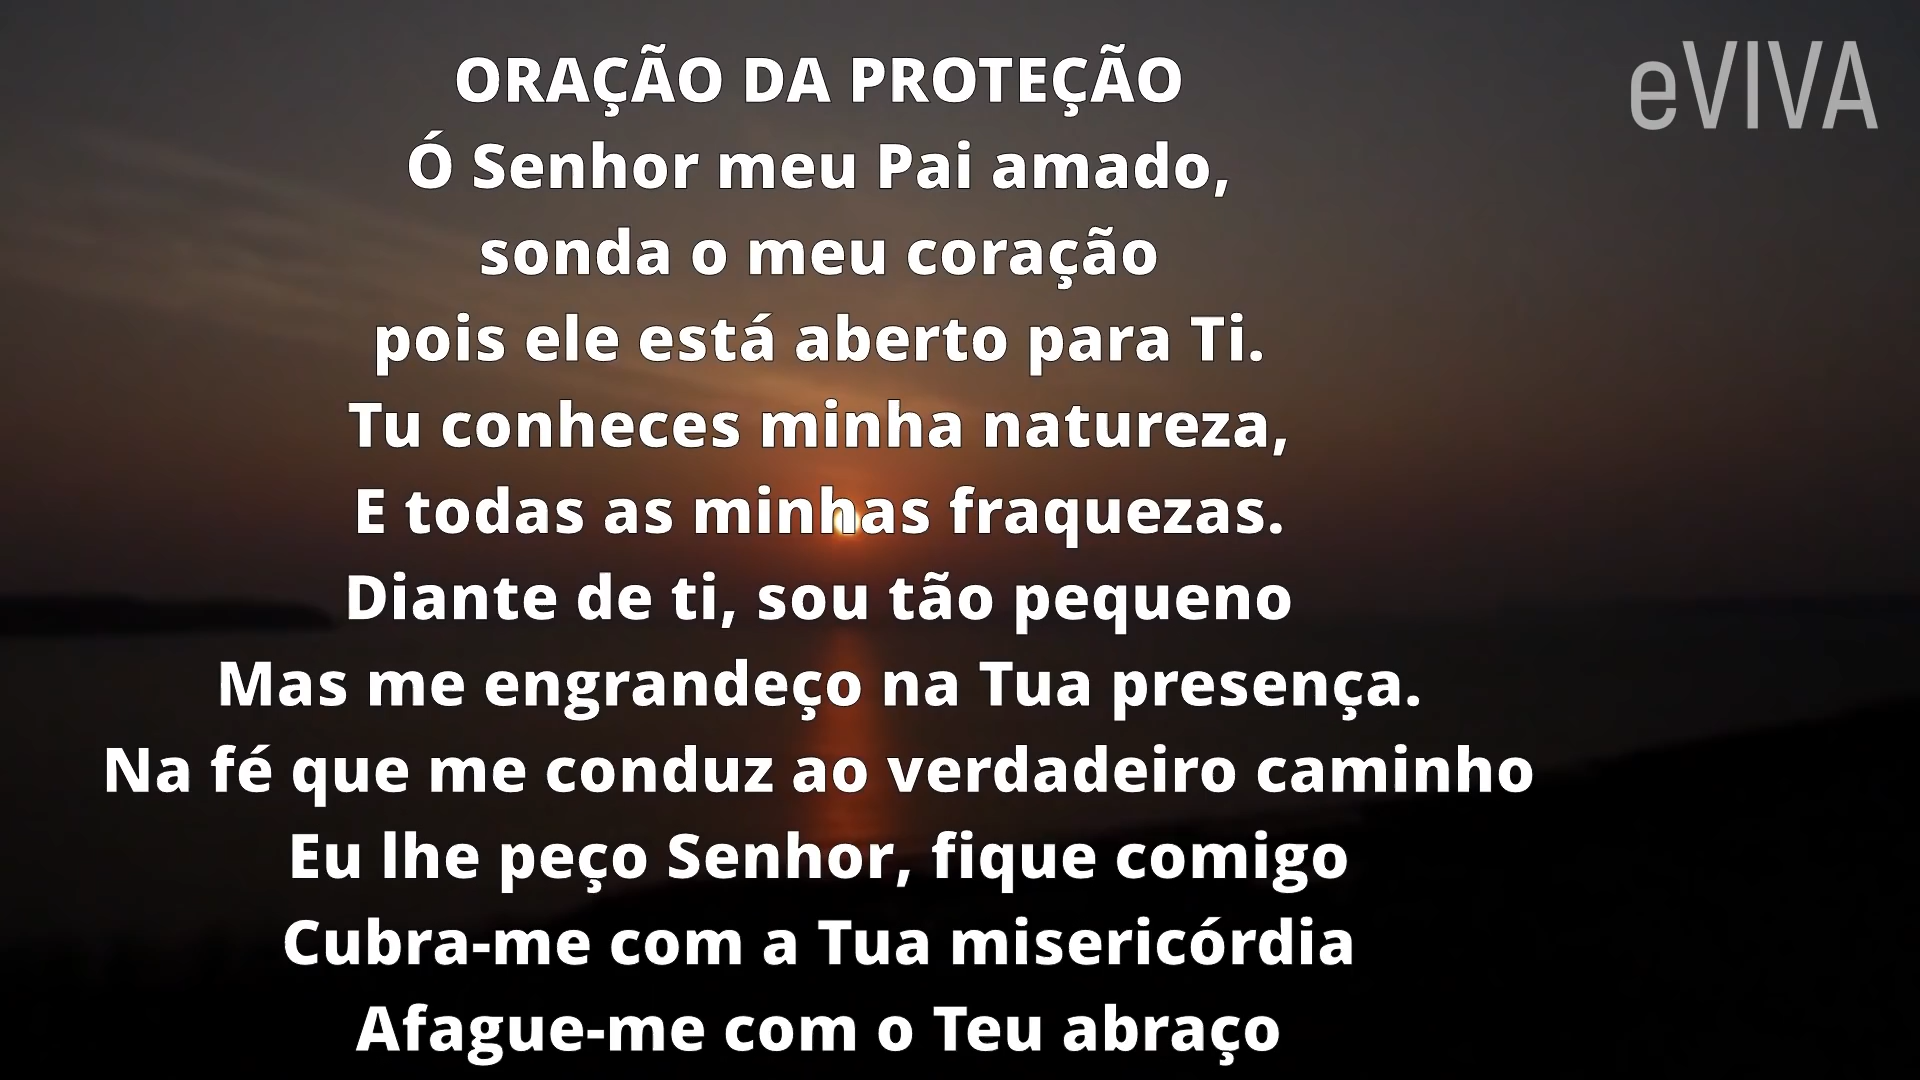 eVIVA
ORAÇÃO DA PROTEÇÃO
Ó Senhor meu Pai amado,
sonda o meu coração
pois ele está aberto para Ti.
Tu conheces minha natureza,
E todas as minhas fraquezas.
Diante de ti, sou tão pequeno
Mas me engrandeço na Tua presença.
Na fé que me conduz ao verdadeiro caminho
Eu lhe peço Senhor, fique comigo
Cubra-me com a Tua misericórdia
Afague-me com o Teu abraço